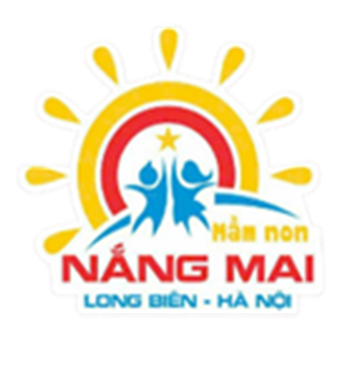 Mầm non
NẮNG MAI
LONG BIÊN - HÀ NỘI